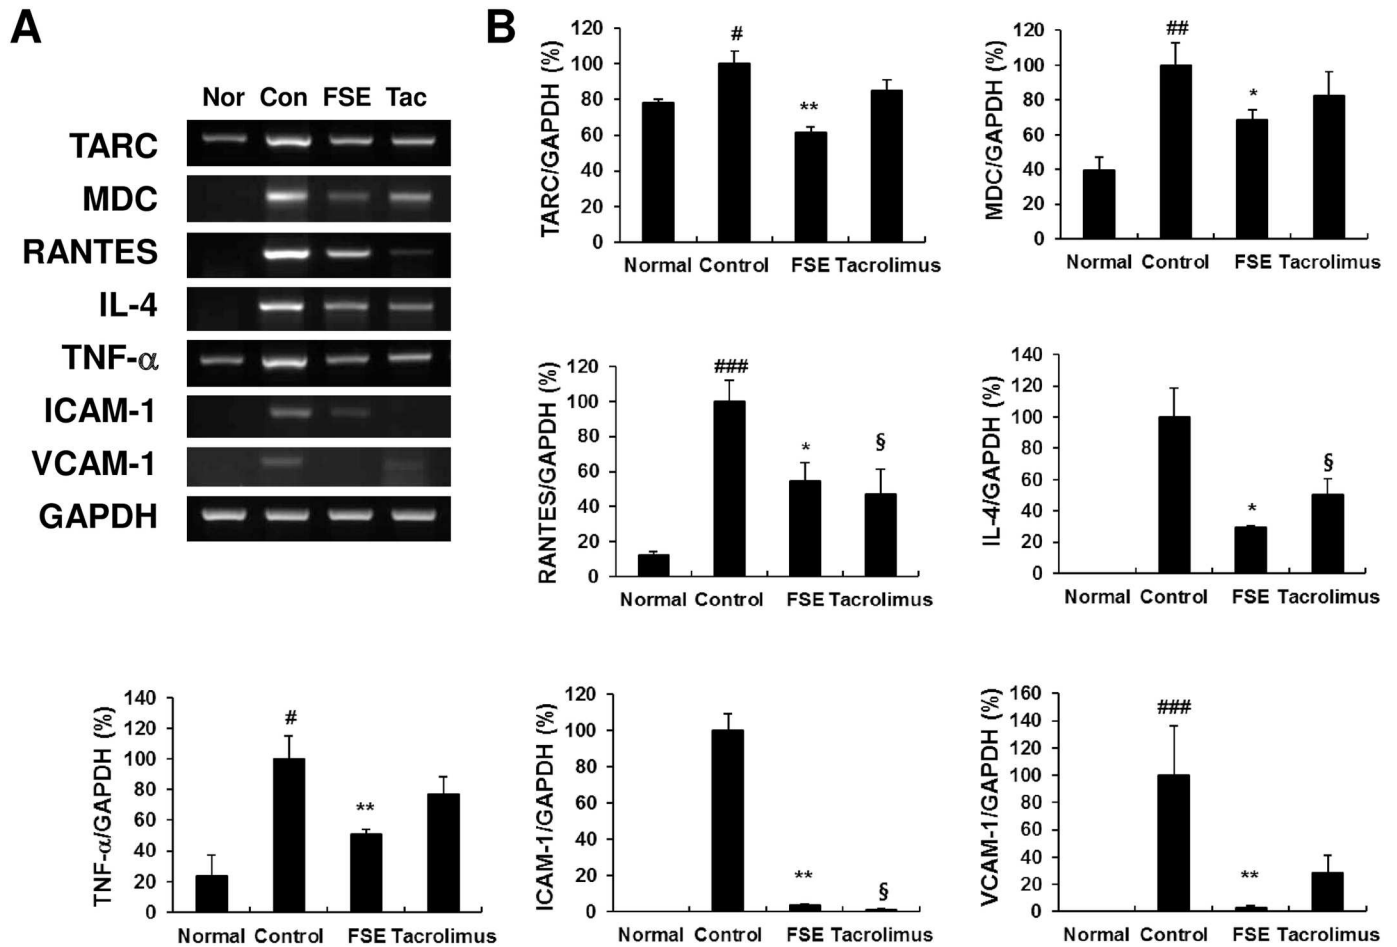 A
Nor Con FSE Tac
TARC
MDC
RANTES
IL-4
TNF-α
ICAM-1
VCAM-1
GAPDH
B
TARC/GAPDH (%)
120
100
80
60
40
20
0
#
**
Normal Control FSE Tacrolimus
MDC/GAPDH (%)
120
100
80
60
40
20
0
##
*
Normal Control FSE Tacrolimus
RANTES/GAPDH (%)
120
100
80
60
40
20
0
###
*
§
Normal Control FSE Tacrolimus
IL-4/GAPDH (%)
140
120
100
80
60
40
20
0
*
§
Normal Control FSE Tacrolimus
TNF-α/GAPDH (%)
140
120
100
80
60
40
20
0
#
**
Normal Control FSE Tacrolimus
ICAM-1/GAPDH (%)
120
100
80
60
40
20
0
**
§
Normal Control FSE Tacrolimus
VCAM-1/GAPDH (%)
160
140
120
100
80
60
40
20
0
###
**
Normal Control FSE Tacrolimus